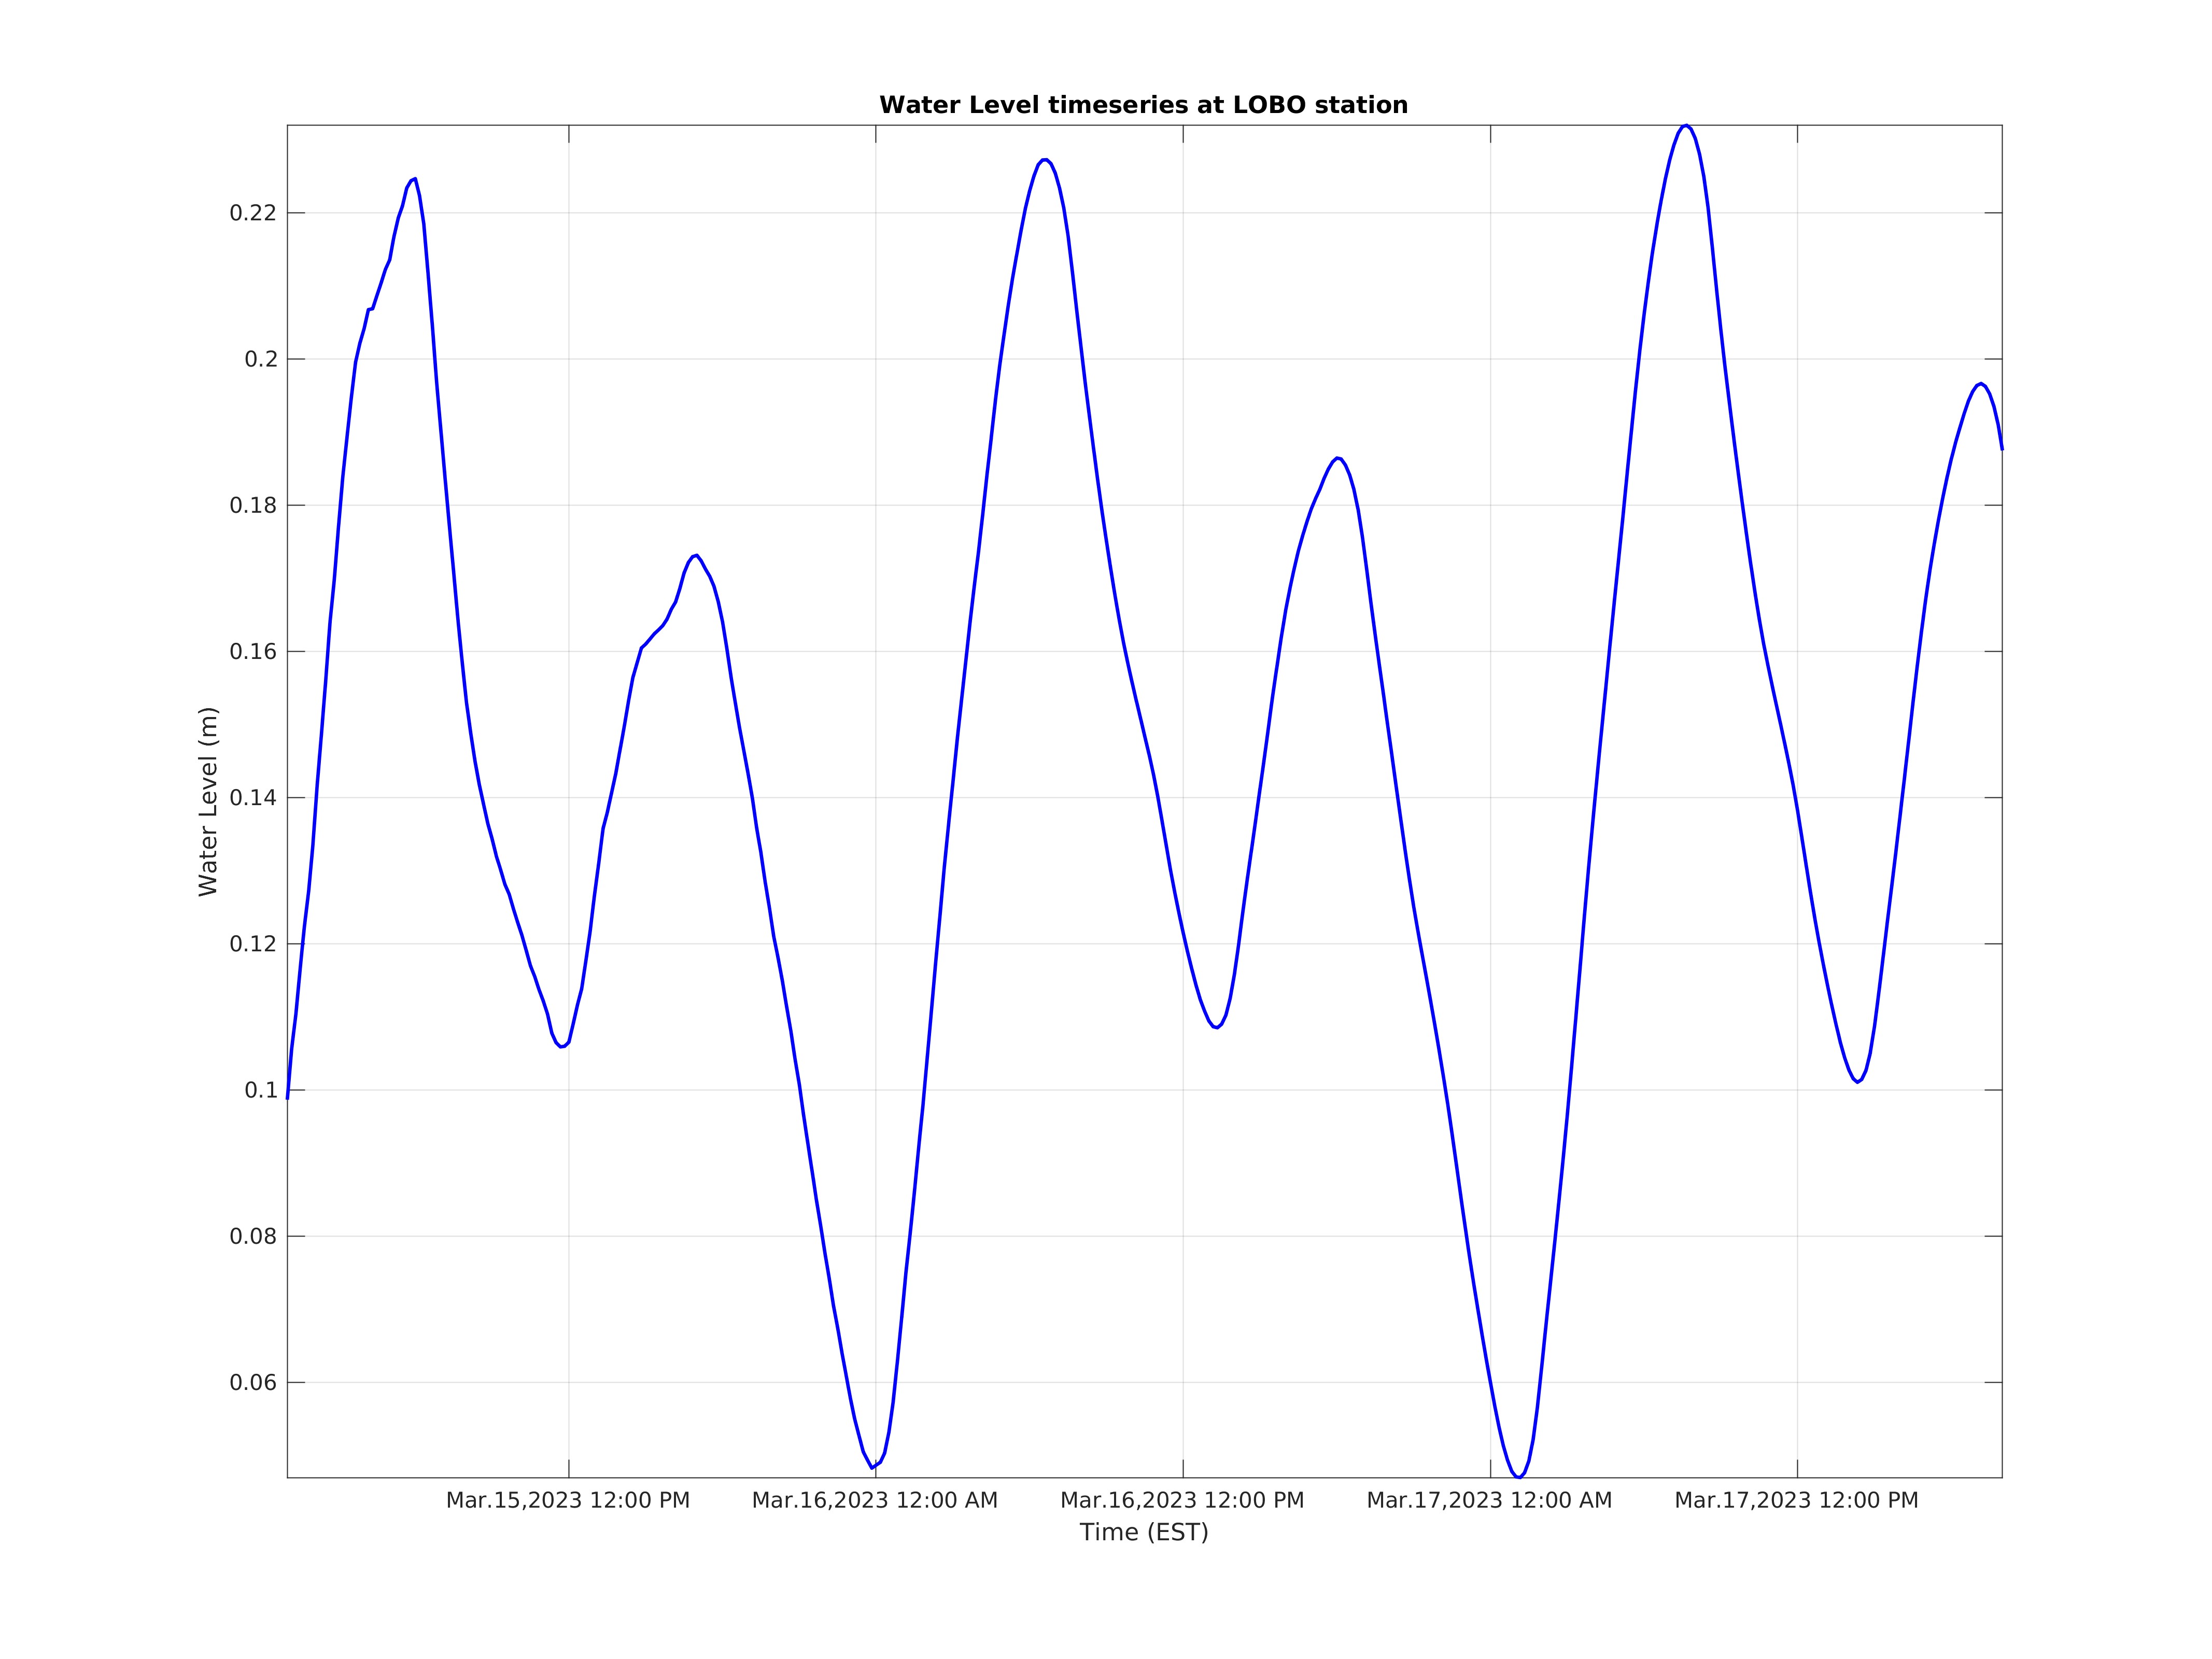 Water Level timeseries at LOBO station
0.22
0.2
0.18
0.16
0.14
0.12
0.1
0.08
0.06
Water Level (m)
Mar.15,2023 12:00 PM
Mar.16,2023 12:00 AM
Mar.16,2023 12:00 PM
Mar.17,2023 12:00 AM
Mar.17,2023 12:00 PM
Time (EST)